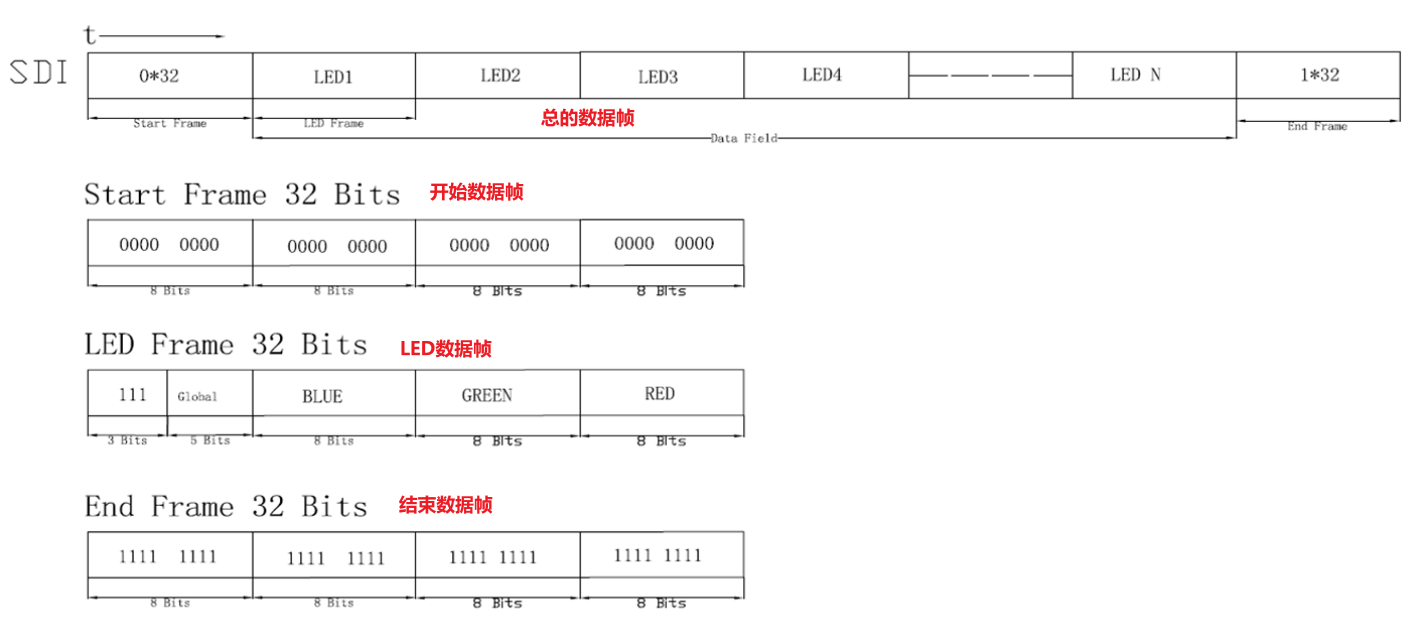 t
SDI 0*32 LED1 LED2 LED3 LED4 LED N 1*32
Start Frame LED Frame 总的数据帧 End Frame
Data Field
Start Frame 32 Bits 开始数据帧
0000 0000 0000 0000 0000 0000 0000 0000
8 Bits 8 Bits 8 Bits 8 Bits
LED Frame 32 Bits LED数据帧
111 Global BLUE GREEN RED
3 Bits 5 Bits 8 Bits 8 Bits 8 Bits
End Frame 32 Bits 结束数据帧
1111 1111 1111 1111 1111 1111 1111 1111
8 Bits 8 Bits 8 Bits 8 Bits